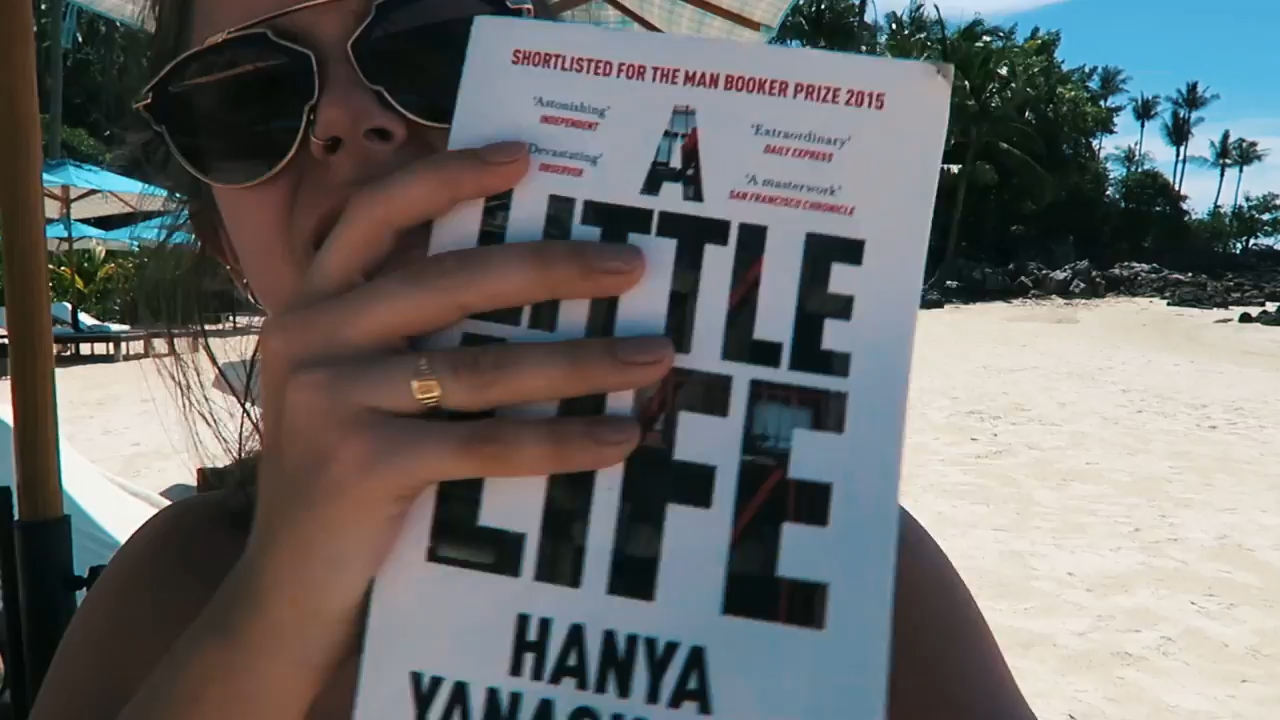 SHORTLISTED FOR THE MAN BOOKER PRIZE 2015
'Astonishing'
INDEPENDENT
'Devastating'
OBSERVER
'Extraordinary'
DAILY EXPRESS
'A masterwork'
SAN FRANCISCO CHRONICLE
A
LITTLE
LIFE
HANYA